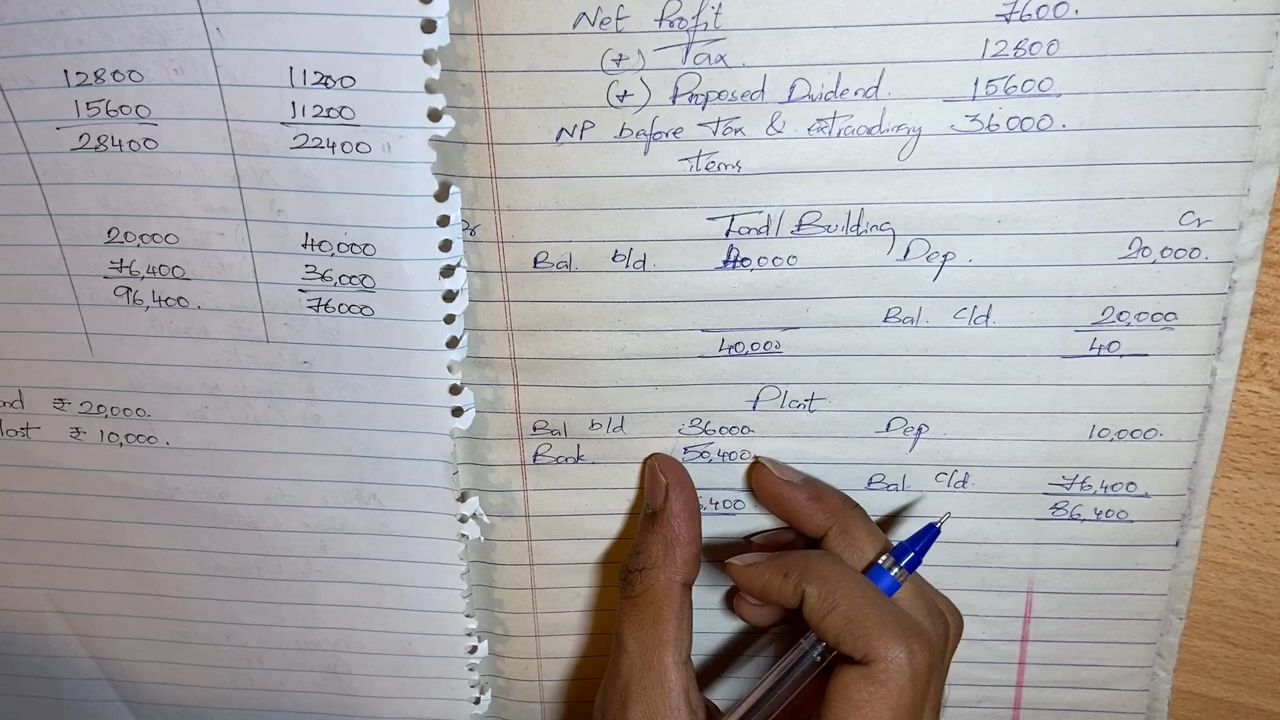 12800 11200
15600 11200
28400 22400
20,000 40,000
76,400 36,000
96,400. 76000
₹ 20,000.
₹ 10,000.
Net Profit 7600.
(+) Tax. 12800
(+) Proposed Dividend. 15600
NP before Tax & 36000.
items
Building Cr
Bal. b/d. 40,000 Dep. 20,000.
Bal. c/d. 20,000
40,000 40
Plant
Bal b/d 36000 Dep. 10,000.
Bank. 50,400.
Bal. c/d. 76,400.
,400 86,400